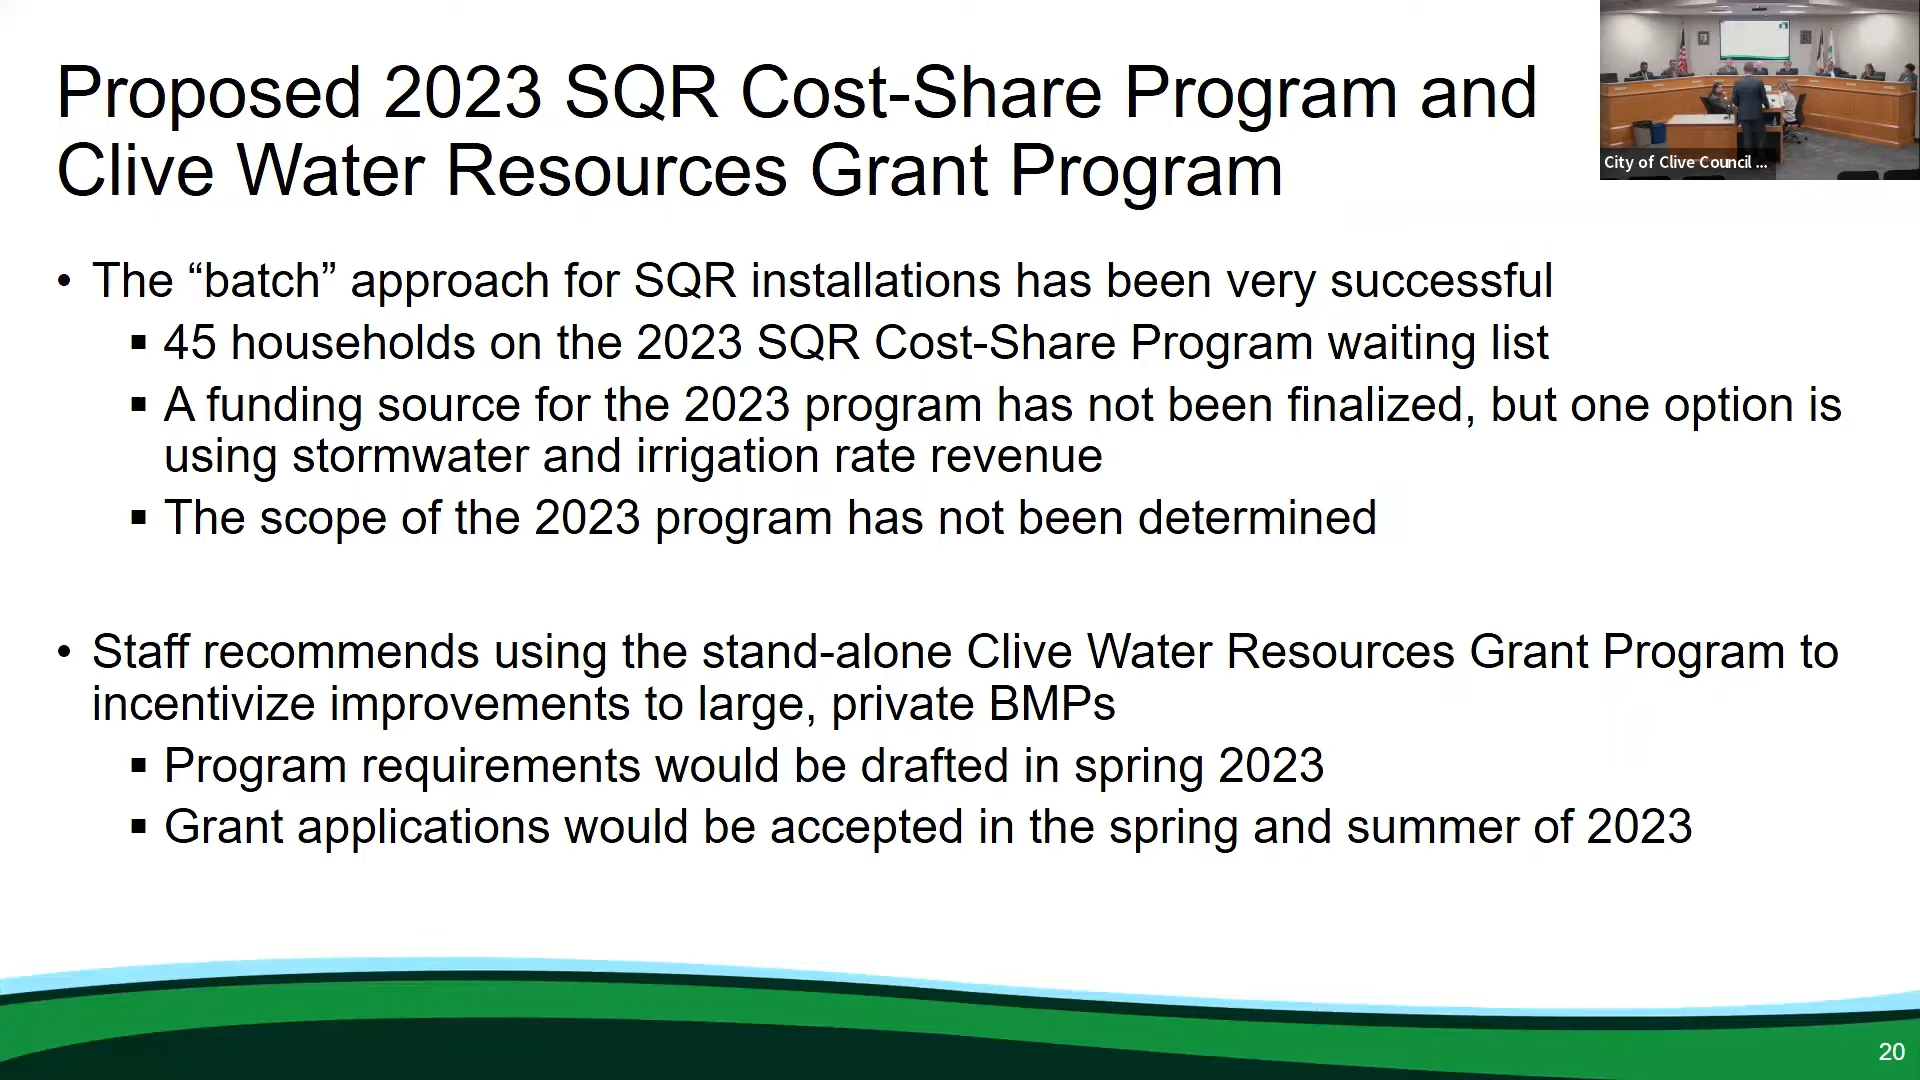 Proposed 2023 SQR Cost-Share Program and
Clive Water Resources Grant Program
City of Clive Council ...
• The “batch” approach for SQR installations has been very successful
▪ 45 households on the 2023 SQR Cost-Share Program waiting list
▪ A funding source for the 2023 program has not been finalized, but one option is
using stormwater and irrigation rate revenue
▪ The scope of the 2023 program has not been determined
• Staff recommends using the stand-alone Clive Water Resources Grant Program to
incentivize improvements to large, private BMPs
▪ Program requirements would be drafted in spring 2023
▪ Grant applications would be accepted in the spring and summer of 2023
20